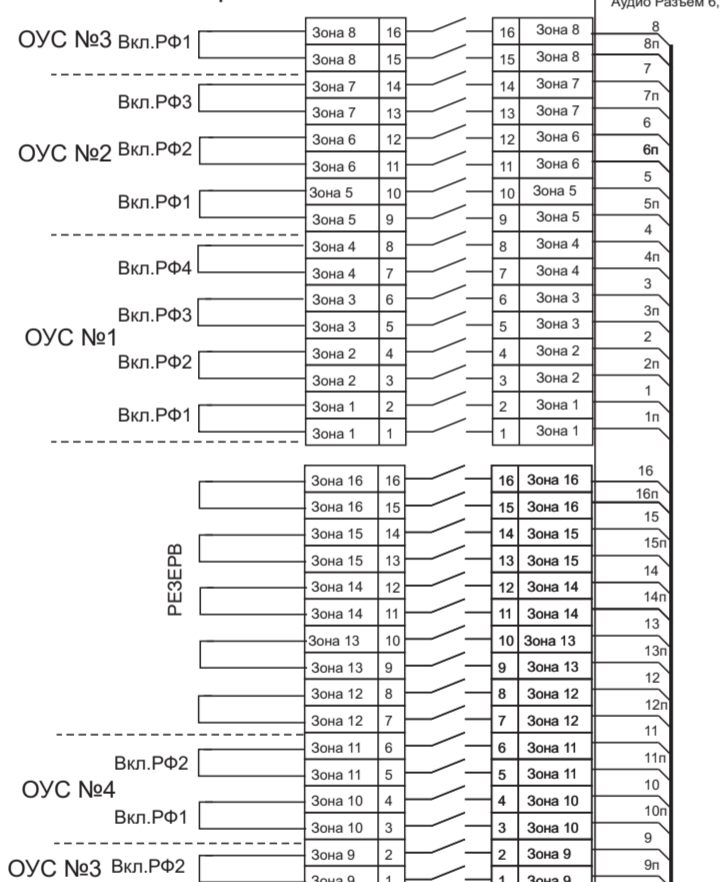 Аудио Разъем 6,
ОУС №3 Вкл.РФ1 Зона 8 16 16 Зона 8 8
Зона 8 15 15 Зона 8 8п
Вкл.РФ3 Зона 7 14 14 Зона 7 7
Зона 7 13 13 Зона 7 7п
ОУС №2 Вкл.РФ2 Зона 6 12 12 Зона 6 6
Зона 6 11 11 Зона 6 6п
Вкл.РФ1 Зона 5 10 10 Зона 5 5
Зона 5 9 9 Зона 5 5п
Вкл.РФ4 Зона 4 8 8 Зона 4 4
Зона 4 7 7 Зона 4 4п
Вкл.РФ3 Зона 3 6 6 Зона 3 3
Зона 3 5 5 Зона 3 3п
ОУС №1
Вкл.РФ2 Зона 2 4 4 Зона 2 2
Зона 2 3 3 Зона 2 2п
Вкл.РФ1 Зона 1 2 2 Зона 1 1
Зона 1 1 1 Зона 1 1п
Зона 16 16 16 Зона 16 16
Зона 16 15 15 Зона 16 16п
Зона 15 14 14 Зона 15 15
Зона 15 13 13 Зона 15 15п
РЕЗЕРВ
Зона 14 12 12 Зона 14 14
Зона 14 11 11 Зона 14 14п
Зона 13 10 10 Зона 13 13
Зона 13 9 9 Зона 13 13п
Зона 12 8 8 Зона 12 12
Зона 12 7 7 Зона 12 12п
Вкл.РФ2 Зона 11 6 6 Зона 11 11
Зона 11 5 5 Зона 11 11п
ОУС №4
Вкл.РФ1 Зона 10 4 4 Зона 10 10
Зона 10 3 3 Зона 10 10п
ОУС №3 Вкл.РФ2 Зона 9 2 2 Зона 9 9
Зона 9 1 1 Зона 9 9п